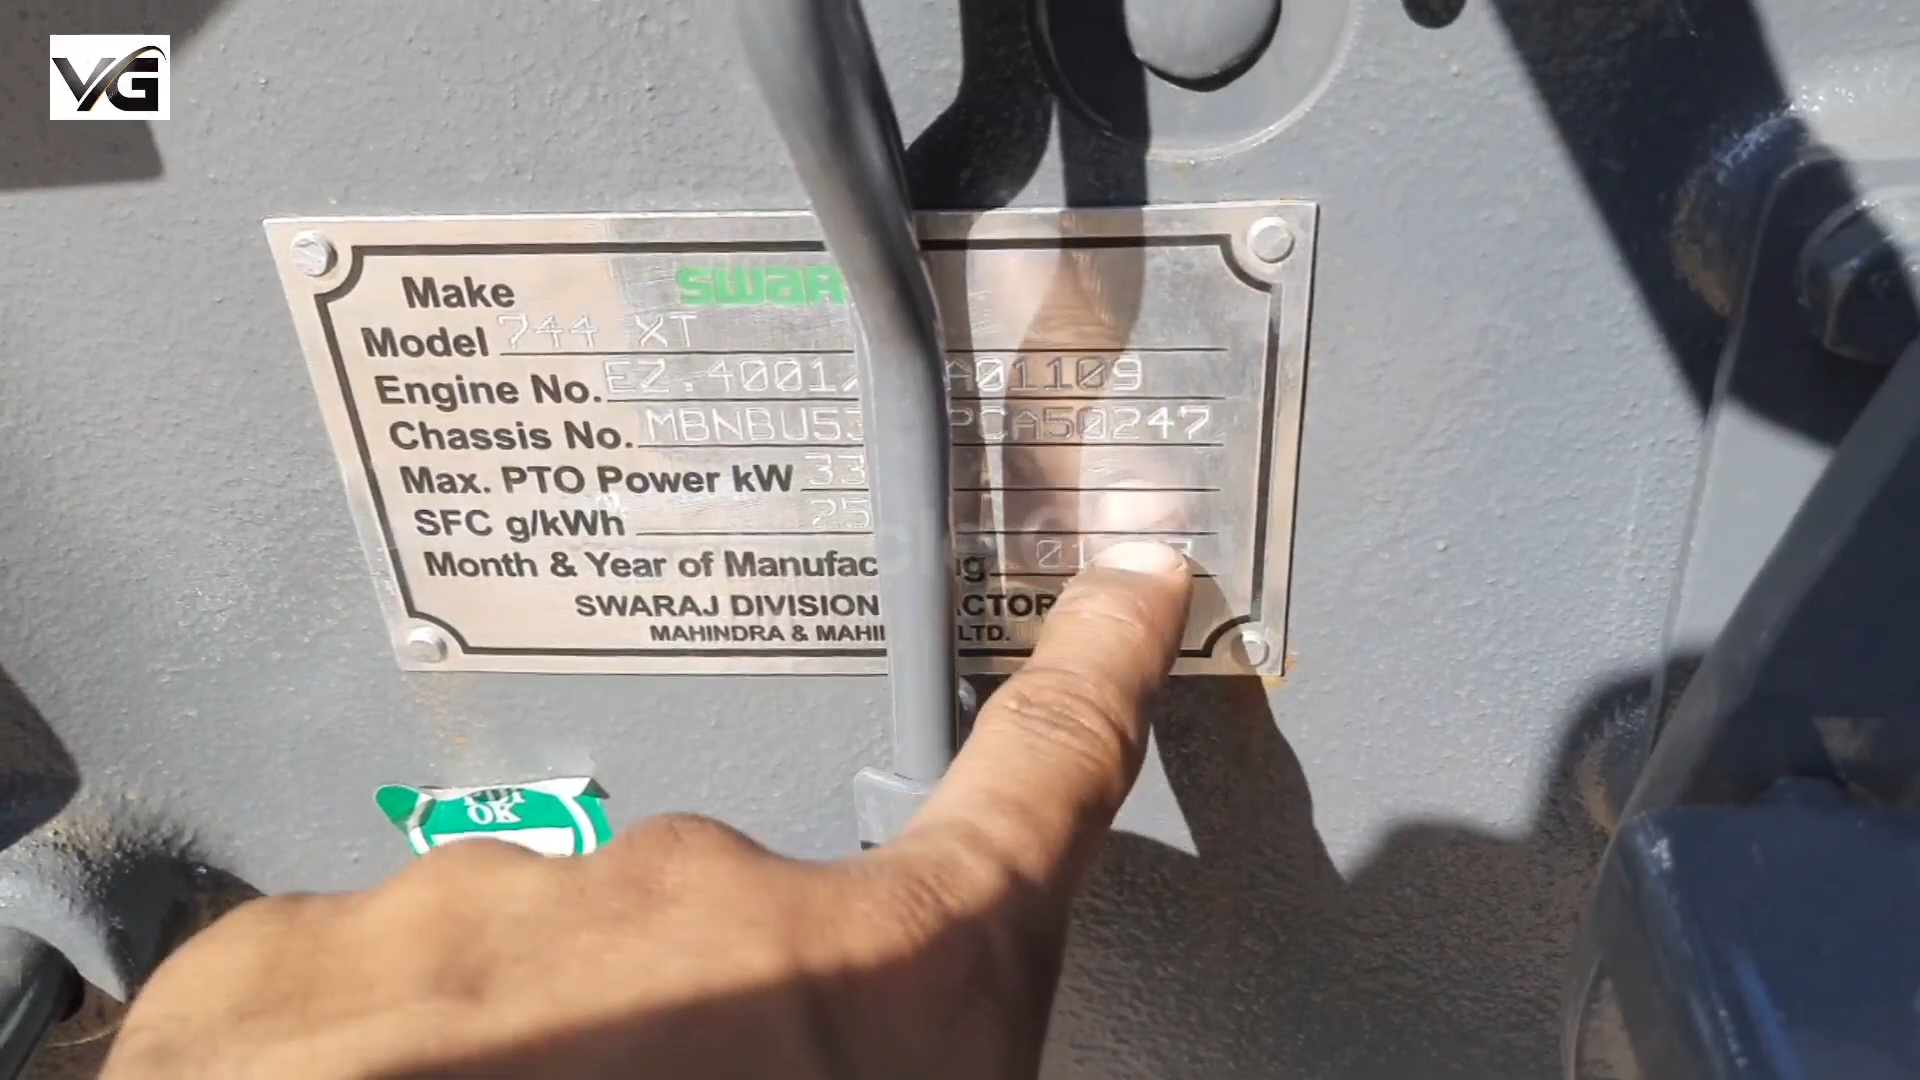 VG
Make SWAR
Model 744 XT
Engine No. EZ.4001 A01109
Chassis No. MBNBU53 PCA50247
Max. PTO Power kW 33
SFC g/kWh 25
Month & Year of Manufac g 01
SWARAJ DIVISION ACTOR
MAHINDRA & MAHI LTD.
OK